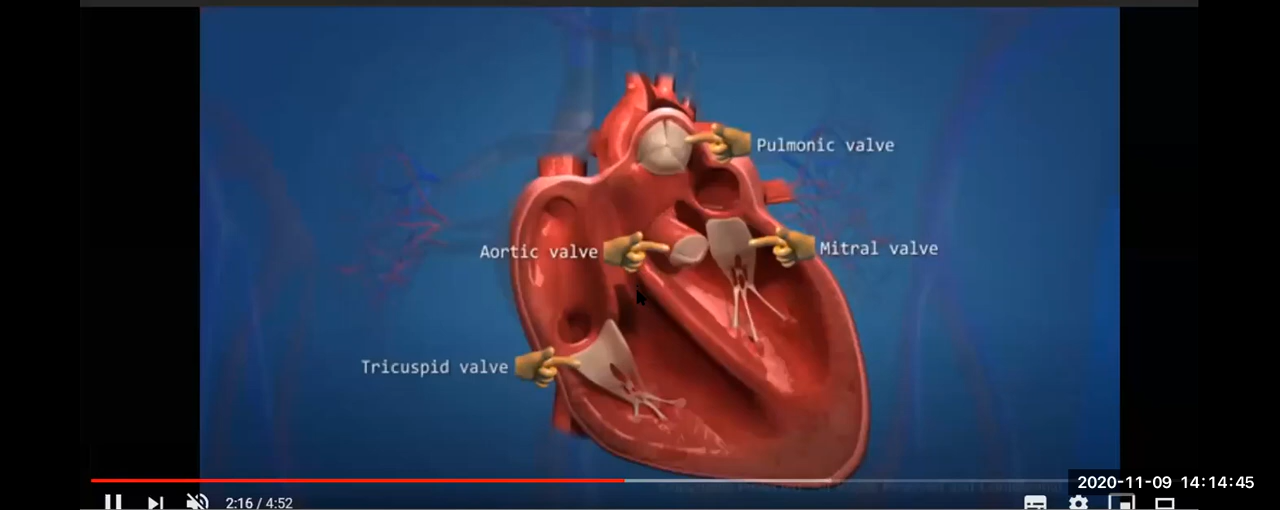 Pulmonic valve
Aortic valve
Mitral valve
Tricuspid valve
2020-11-09 14:14:45
2:16 / 4:52